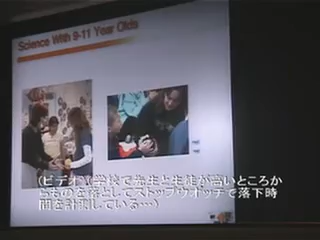 Science With 9-11 Year Olds
(ビデオ：学校で先生と生徒が高いところか
らものを落としてストップウオッチで落下時
間を計測している…)